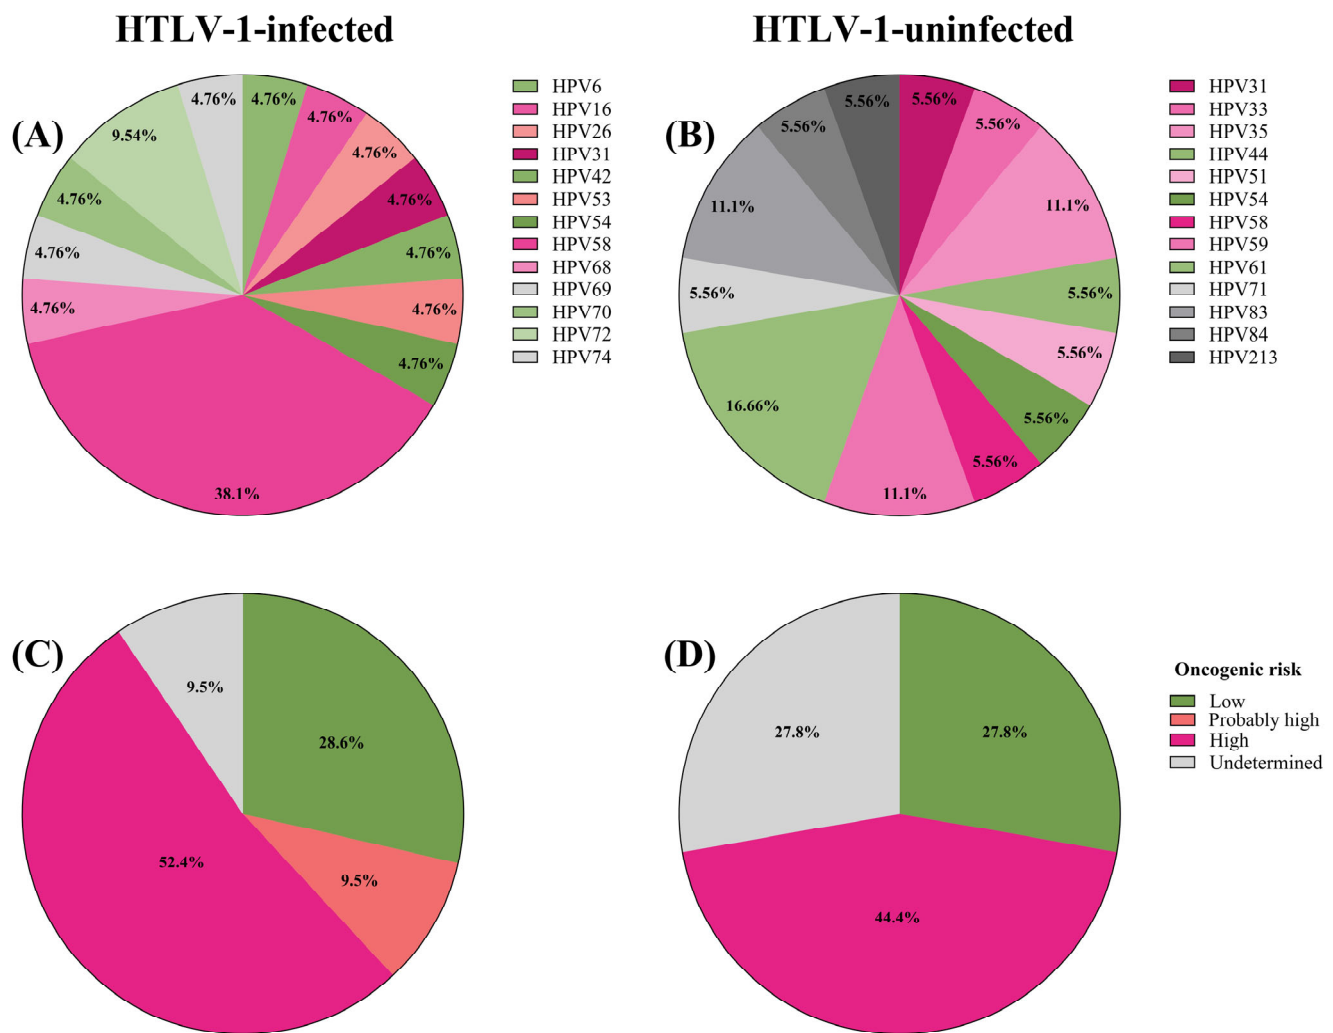 HTLV-1-infected
HTLV-1-uninfected
(A)
4.76%
4.76%
4.76%
4.76%
4.76%
4.76%
4.76%
38.1%
4.76%
4.76%
4.76%
9.54%
4.76%
HPV6
HPV16
HPV26
HPV31
HPV42
HPV53
HPV54
HPV58
HPV68
HPV69
HPV70
HPV72
HPV74
(B)
5.56%
5.56%
11.1%
5.56%
5.56%
5.56%
5.56%
11.1%
16.66%
5.56%
11.1%
5.56%
5.56%
HPV31
HPV33
HPV35
HPV44
HPV51
HPV54
HPV58
HPV59
HPV61
HPV71
HPV83
HPV84
HPV213
(C)
28.6%
9.5%
52.4%
9.5%
(D)
27.8%
44.4%
27.8%
Oncogenic risk
Low
Probably high
High
Undetermined